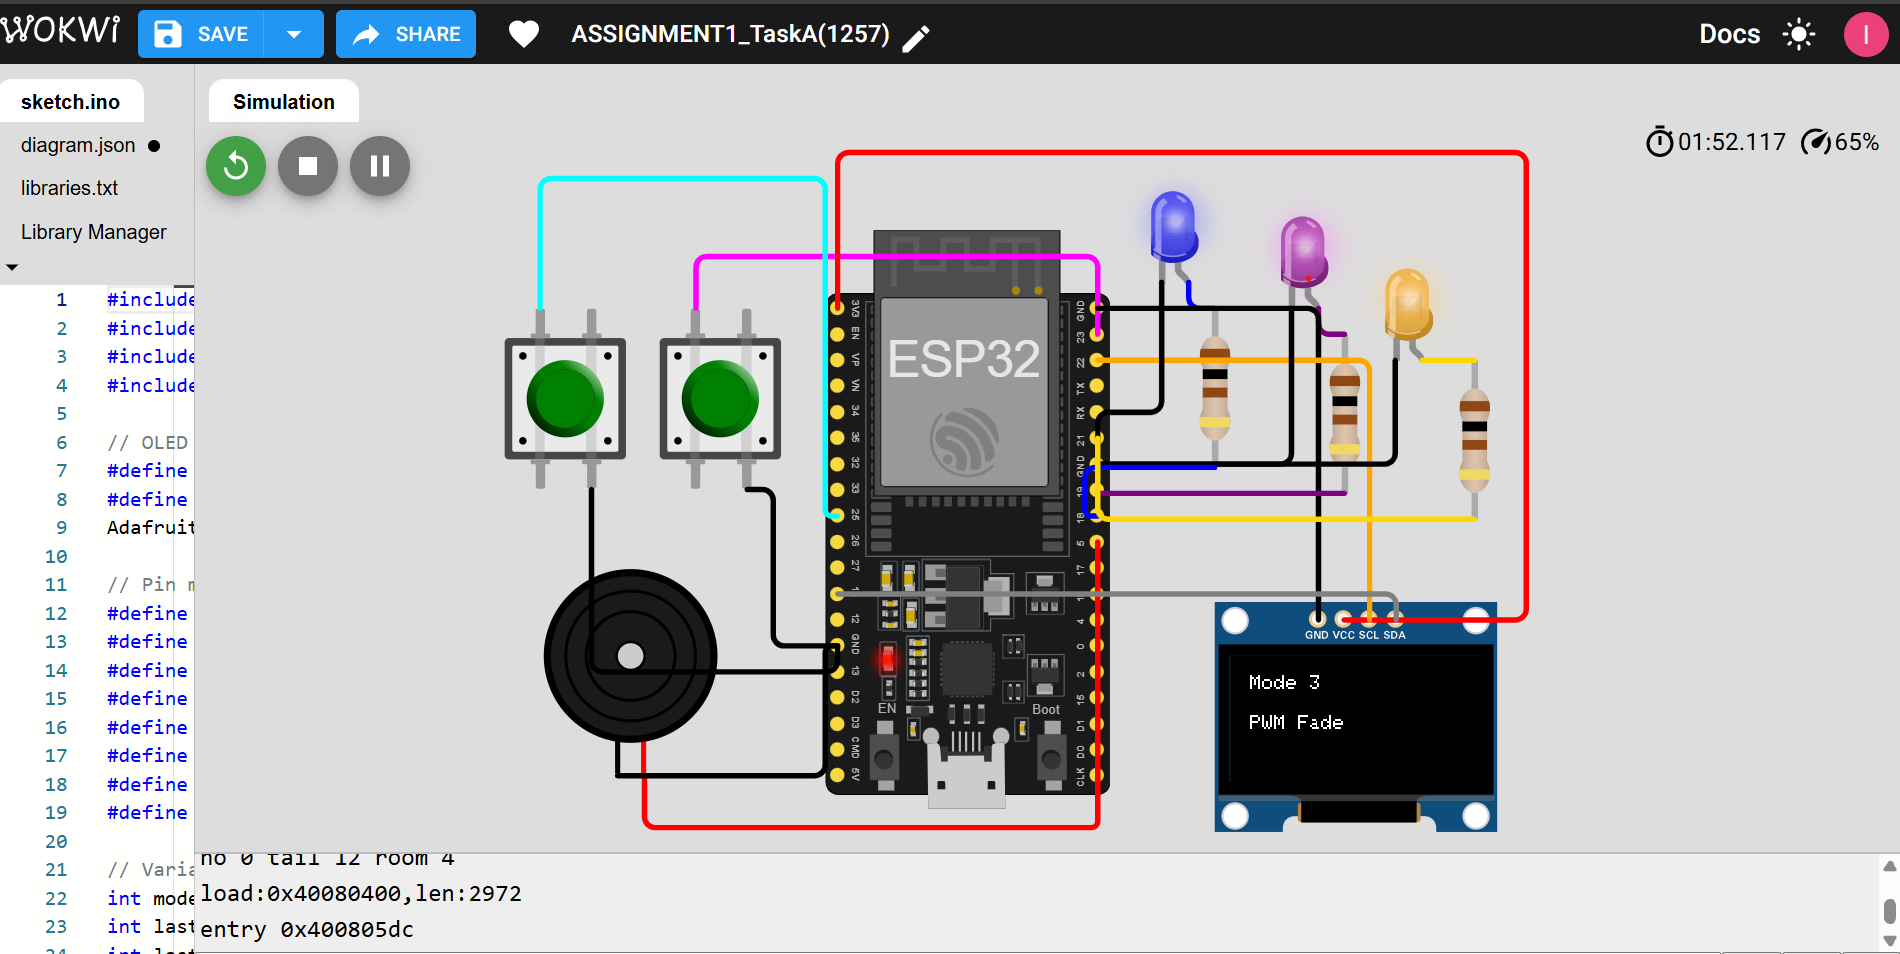 WOKWi
SAVE
SHARE
ASSIGNMENT1_TaskA(1257)
Docs
I
sketch.ino
diagram.json
libraries.txt
Library Manager
Simulation
01:52.117
65%
1 #include
2 #include
3 #include
4 #include
5
6 // OLED
7 #define
8 #define
9 Adafruit
10
11 // Pin m
12 #define
13 #define
14 #define
15 #define
16 #define
17 #define
18 #define
19 #define
20
21 // Varia
22 int mode
23 int last
24 int last
ESP32
3V3
EN
VP
VN
34
35
32
33
25
26
27
1
12
GND
13
D2
D3
CMD
5V
GND
23
22
TX
RX
21
GND
19
18
5
17
4
0
2
15
D1
D0
CLK
EN
Boot
GND VCC SCL SDA
Mode 3
PWM Fade
ho 0 tail 12 room 4
load:0x40080400,len:2972
entry 0x400805dc